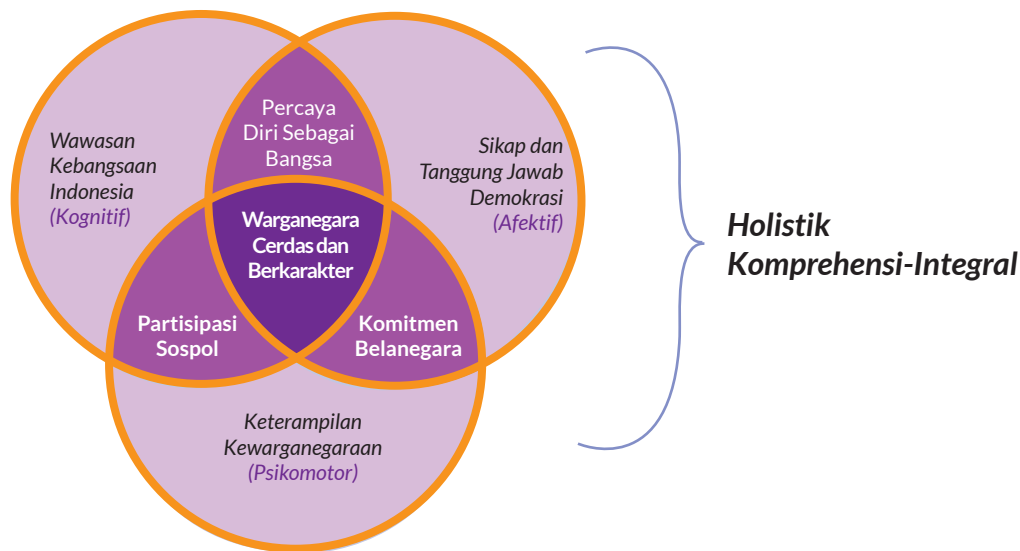 Wawasan
Kebangsaan
Indonesia
(Kognitif)
Percaya
Diri Sebagai
Bangsa
Sikap dan
Tanggung Jawab
Demokrasi
(Afektif)
Warganegara
Cerdas dan
Berkarakter
Partisipasi
Sospol
Komitmen
Belanegara
Keterampilan
Kewarganegaraan
(Psikomotor)
Holistik
Komprehensi-Integral